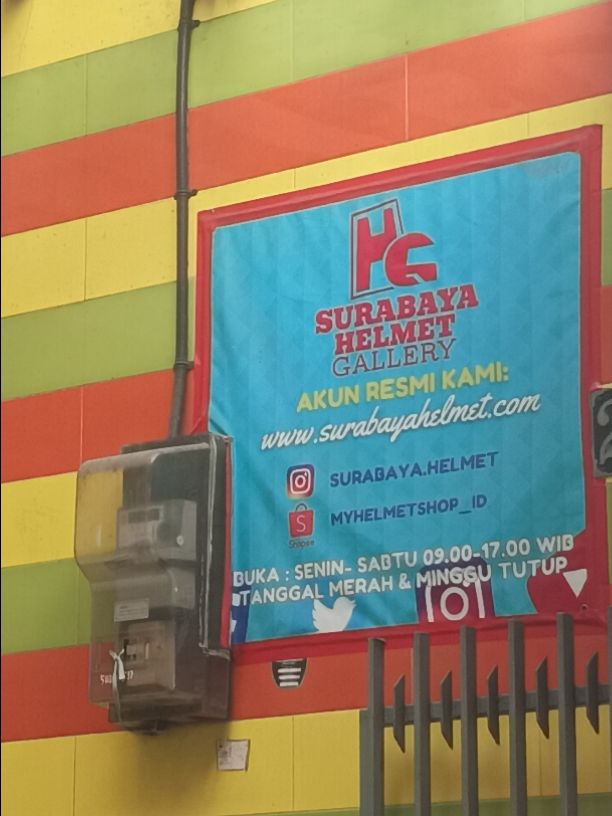 HG
SURABAYA
HELMET
GALLERY
AKUN RESMI KAMI:
www.surabayahelmet.com
SURABAYA.HELMET
MYHELMETSHOP_ID
Shopee
BUKA : SENIN- SABTU 09.00-17.00 WIB
TANGGAL MERAH & MINGGU TUTUP